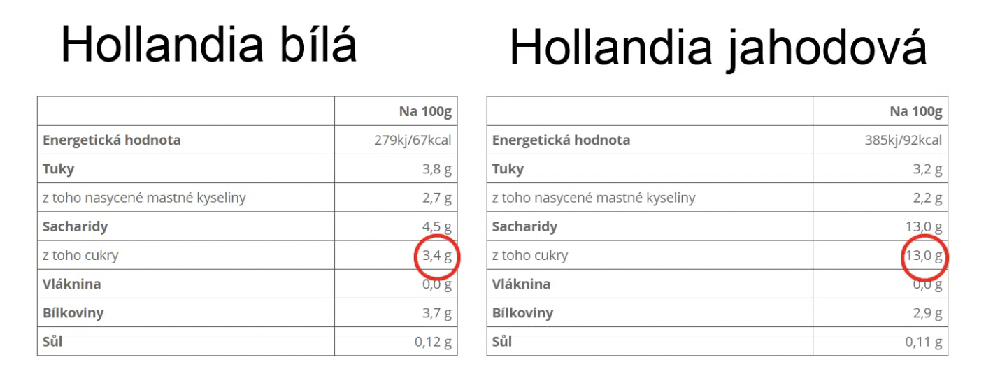 Hollandia bílá
Na 100g
Energetická hodnota 279kj/67kcal
Tuky 3,8 g
z toho nasycené mastné kyseliny 2,7 g
Sacharidy 4,5 g
z toho cukry 3,4 g
Vláknina 0,0 g
Bílkoviny 3,7 g
Sůl 0,12 g
Hollandia jahodová
Na 100g
Energetická hodnota 385kj/92kcal
Tuky 3,2 g
z toho nasycené mastné kyseliny 2,2 g
Sacharidy 13,0 g
z toho cukry 13,0 g
Vláknina 0,0 g
Bílkoviny 2,9 g
Sůl 0,11 g